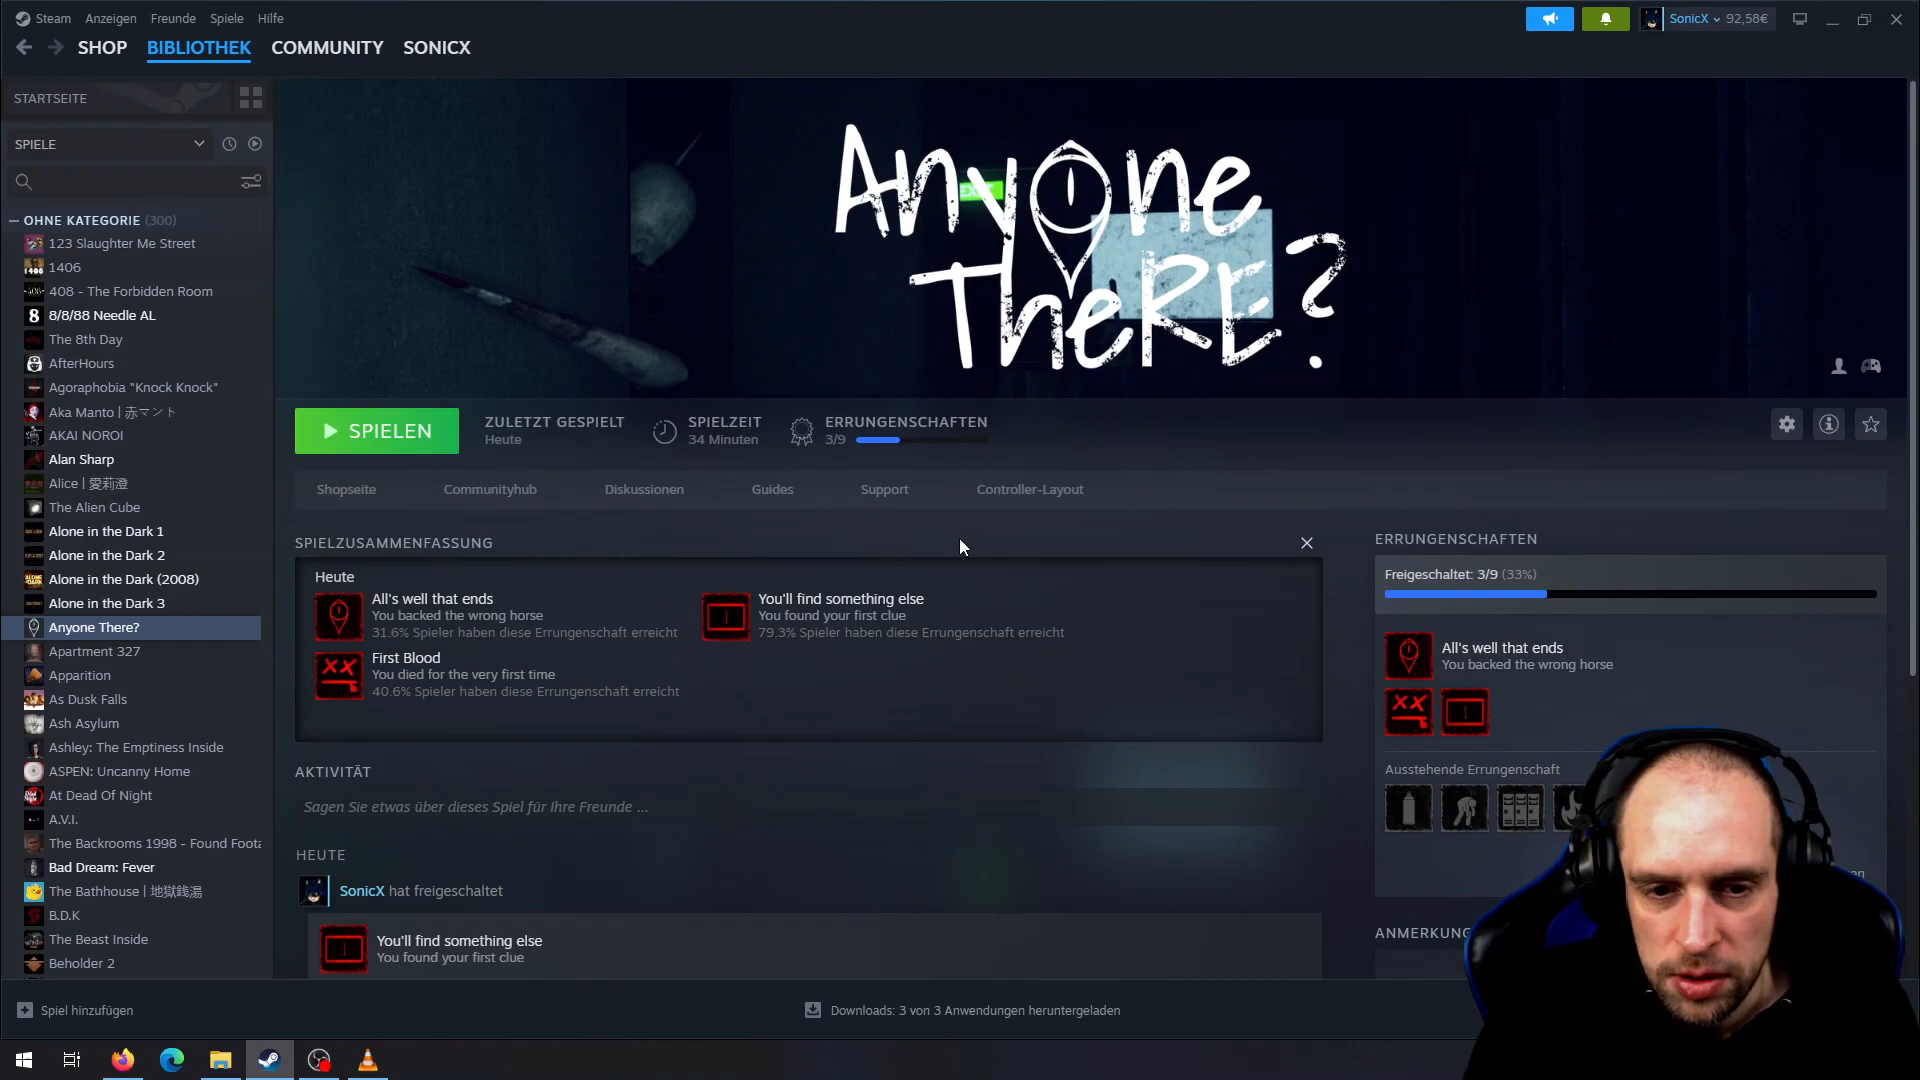 Steam Anzeigen Freunde Spiele Hilfe
SonicX 92,58€
SHOP BIBLIOTHEK COMMUNITY SONICX
STARTSEITE
SPIELE
OHNE KATEGORIE (300)
123 Slaughter Me Street
1406
408 - The Forbidden Room
8/8/88 Needle AL
The 8th Day
AfterHours
Agoraphobia "Knock Knock"
Aka Manto | 赤マント
AKAI NOROI
Alan Sharp
Alice | 愛莉澄
The Alien Cube
Alone in the Dark 1
Alone in the Dark 2
Alone in the Dark (2008)
Alone in the Dark 3
Anyone There?
Apartment 327
Apparition
As Dusk Falls
Ash Asylum
Ashley: The Emptiness Inside
ASPEN: Uncanny Home
At Dead Of Night
A.V.I.
The Backrooms 1998 - Found Foota
Bad Dream: Fever
The Bathhouse | 地獄銭湯
B.D.K
The Beast Inside
Beholder 2
Spiel hinzufügen
Anyone
TheRE?
EXIT
SPIELEN
ZULETZT GESPIELT
Heute
SPIELZEIT
34 Minuten
ERRUNGENSCHAFTEN
3/9
Shopseite Communityhub Diskussionen Guides Support Controller-Layout
SPIELZUSAMMENFASSUNG
Heute
All's well that ends
You backed the wrong horse
31.6% Spieler haben diese Errungenschaft erreicht
You'll find something else
You found your first clue
79.3% Spieler haben diese Errungenschaft erreicht
First Blood
You died for the very first time
40.6% Spieler haben diese Errungenschaft erreicht
AKTIVITÄT
Sagen Sie etwas über dieses Spiel für Ihre Freunde ...
HEUTE
SonicX hat freigeschaltet
You'll find something else
You found your first clue
ERRUNGENSCHAFTEN
Freigeschaltet: 3/9 (33%)
All's well that ends
You backed the wrong horse
Ausstehende Errungenschaft
ANMERKUNG
Downloads: 3 von 3 Anwendungen heruntergeladen